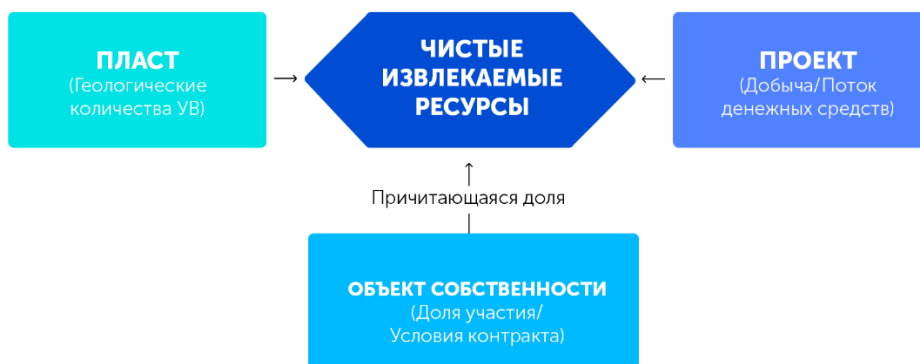 ПЛАСТ
(Геологические
количества УВ)
ЧИСТЫЕ
ИЗВЛЕКАЕМЫЕ
РЕСУРСЫ
ПРОЕКТ
(Добыча/Поток
денежных средств)
Причитающаяся доля
ОБЪЕКТ СОБСТВЕННОСТИ
(Доля участия/
Условия контракта)